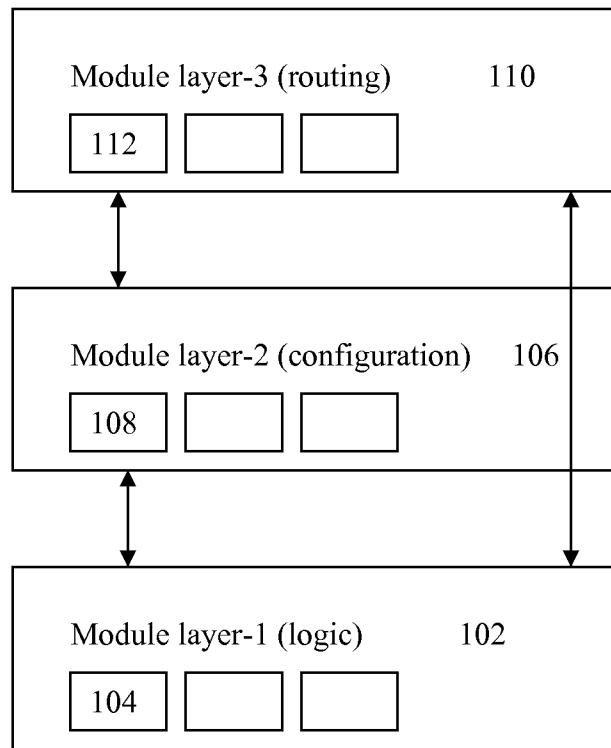 Module layer-3 (routing) 110
112
Module layer-2 (configuration) 106
108
Module layer-1 (logic) 102
104